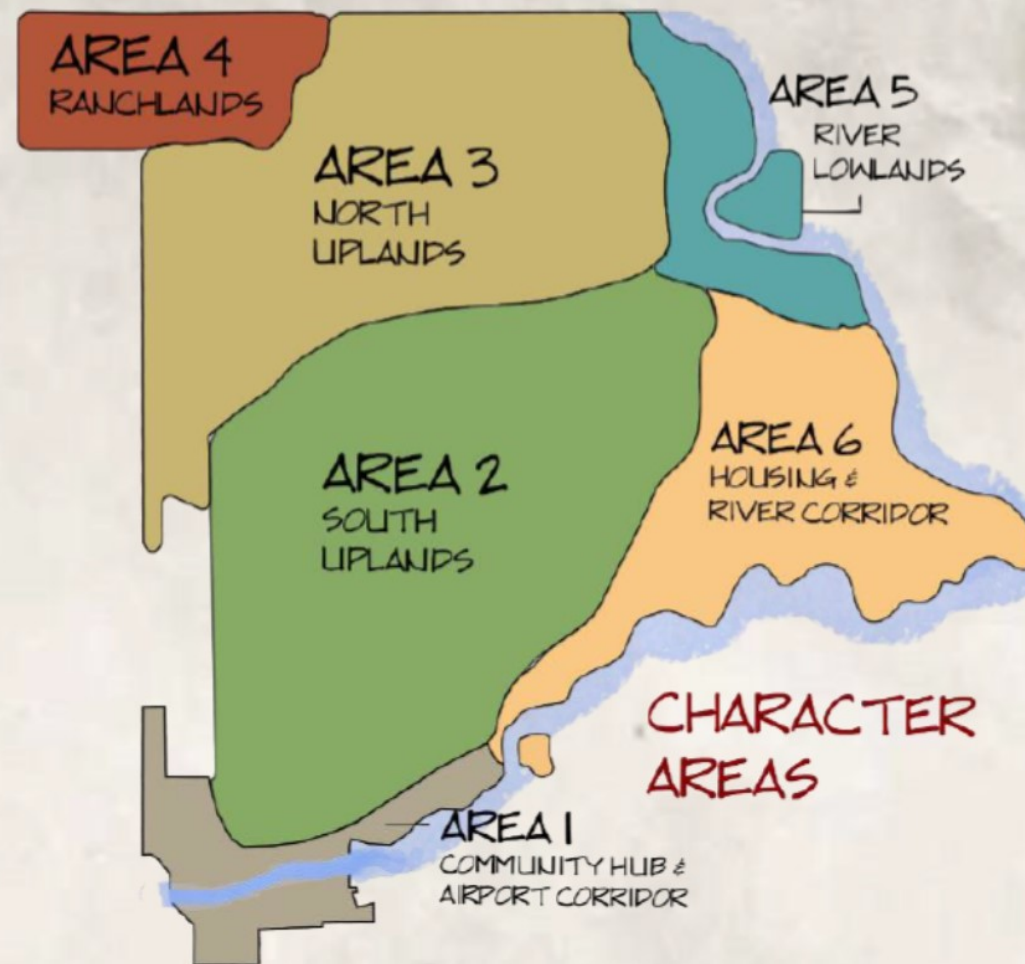 AREA 4
RANCHLANDS
AREA 3
NORTH
UPLANDS
AREA 5
RIVER
LOWLANDS
AREA 2
SOUTH
UPLANDS
AREA 6
HOUSING &
RIVER CORRIDOR
CHARACTER
AREAS
AREA 1
COMMUNITY HUB &
AIRPORT CORRIDOR